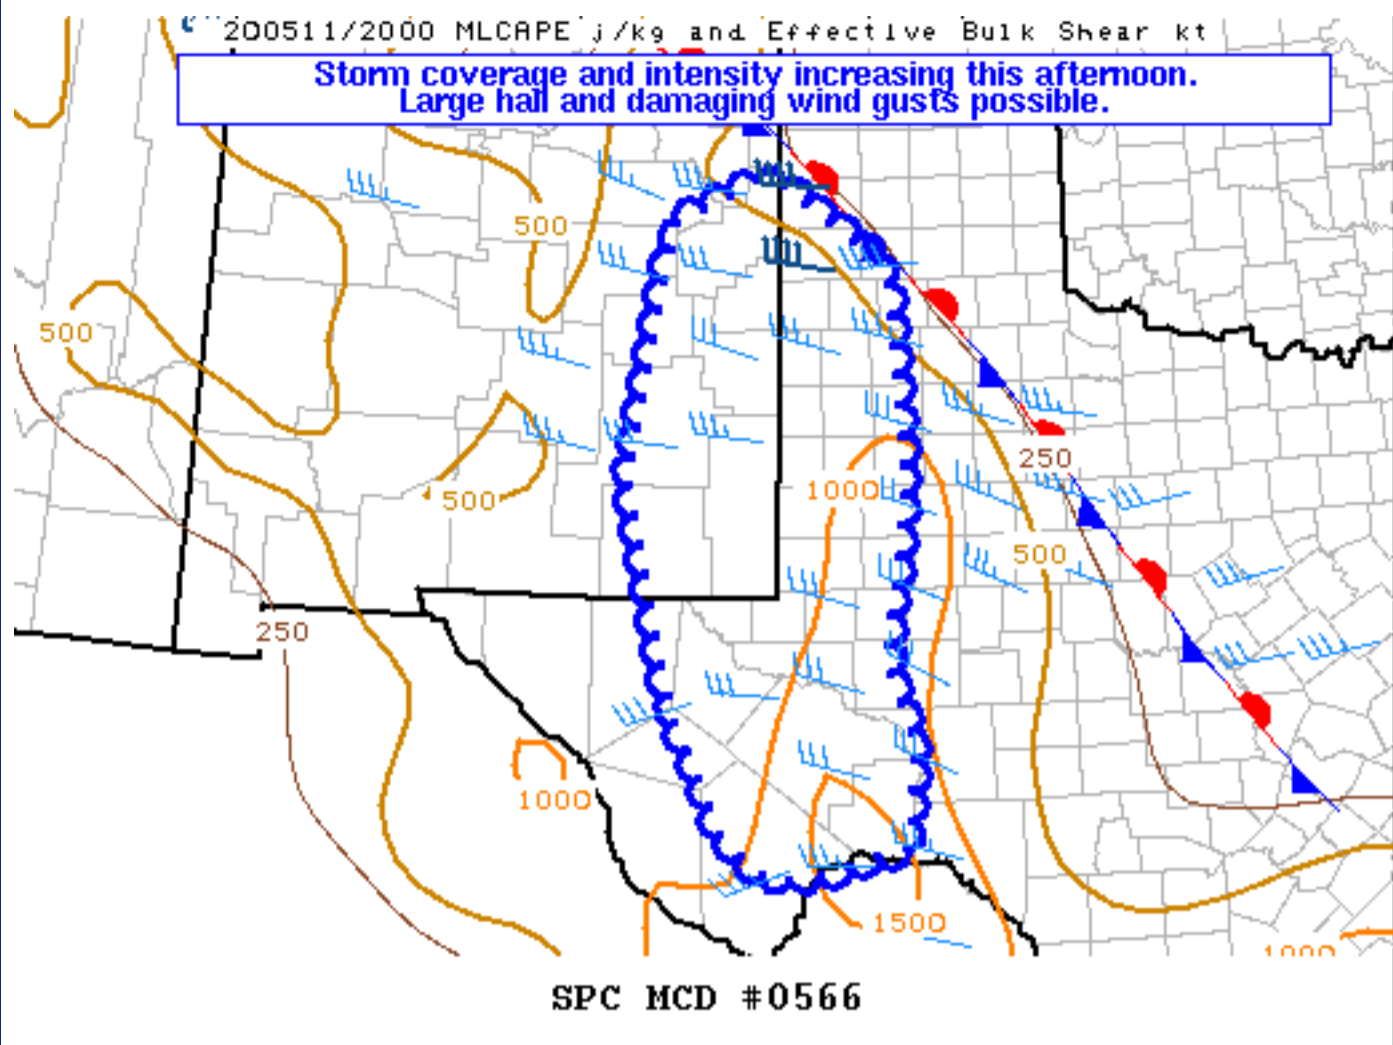 200511/2000 MLCAPE j/kg and Effective Bulk Shear kt
Storm coverage and intensity increasing this afternoon.
Large hail and damaging wind gusts possible.
500
500
250
1000
500
500
250
1000
1500
1000
SPC MCD #0566